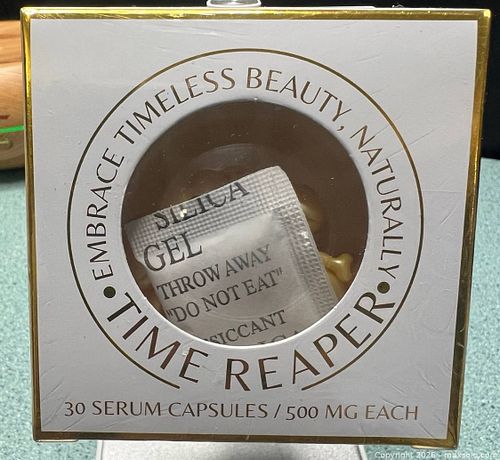 • EMBRACE TIMELESS BEAUTY, NATURALLY •
SILICA
GEL
THROW AWAY
"DO NOT EAT"
TIME REAPER
30 SERUM CAPSULES / 500 MG EACH